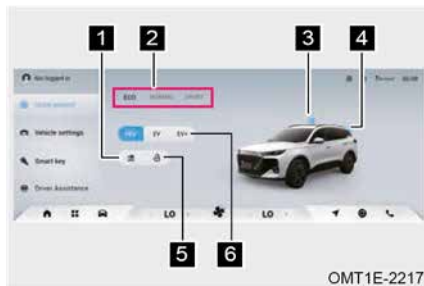 1 2 3 4
Not logged in
ECO NORMAL SPORT
Vehicle settings
HEV EV EV+
Smart key
Driver Assistance
LO LO
5 6
OMT1E-2217